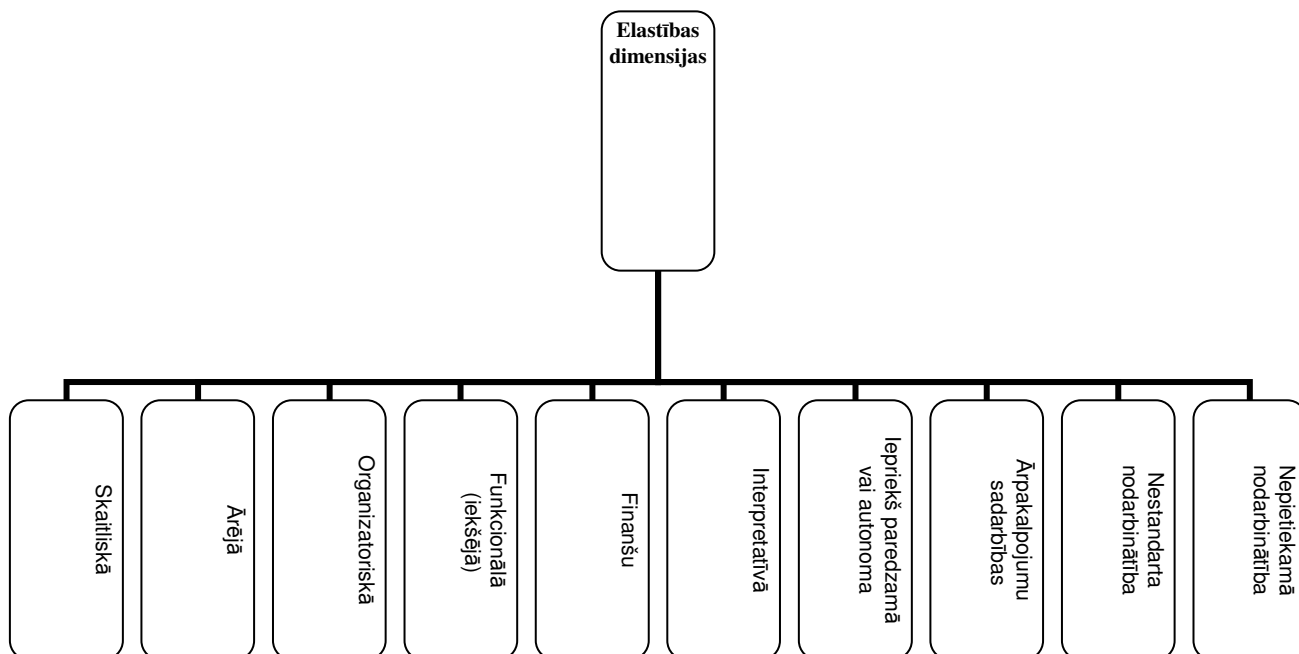 Elastības
dimensijas
Skaitliskā
Ārējā
Organizatoriskā
Funkcionālā
(iekšējā)
Finanšu
Interpretatīvā
Iepriekš paredzamā
vai autonoma
Ārpakalpojumu
sadarbības
Nestandarta
nodarbinātība
Nepietiekamā
nodarbinātība